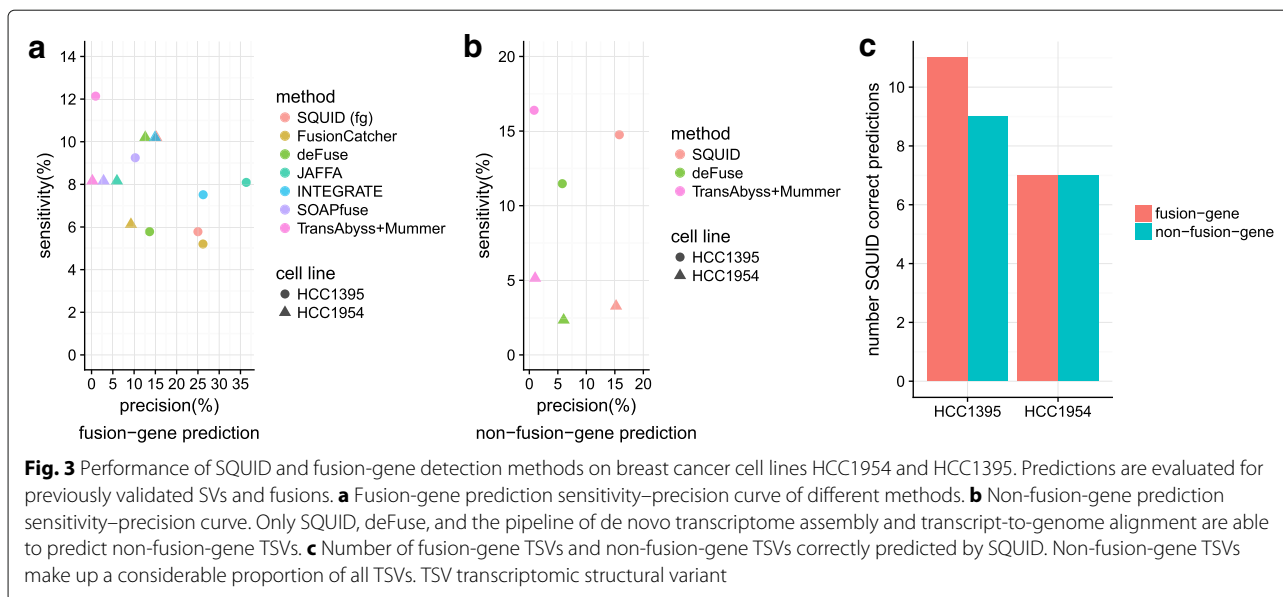 a
14
12
10
8
6
4
2
0
sensitivity(%)
0 5 10 15 20 25 30 35
precision(%)
fusion−gene prediction
method
SQUID (fg)
FusionCatcher
deFuse
JAFFA
INTEGRATE
SOAPfuse
TransAbyss+Mummer
cell line
HCC1395
HCC1954
b
20
15
10
5
0
sensitivity(%)
0 5 10 15 20
precision(%)
non−fusion−gene prediction
method
SQUID
deFuse
TransAbyss+Mummer
cell line
HCC1395
HCC1954
c
10
8
6
4
2
0
number SQUID correct predictions
HCC1395 HCC1954
fusion−gene
non−fusion−gene
Fig. 3 Performance of SQUID and fusion-gene detection methods on breast cancer cell lines HCC1954 and HCC1395. Predictions are evaluated for
previously validated SVs and fusions. a Fusion-gene prediction sensitivity–precision curve of different methods. b Non-fusion-gene prediction
sensitivity–precision curve. Only SQUID, deFuse, and the pipeline of de novo transcriptome assembly and transcript-to-genome alignment are able
to predict non-fusion-gene TSVs. c Number of fusion-gene TSVs and non-fusion-gene TSVs correctly predicted by SQUID. Non-fusion-gene TSVs
make up a considerable proportion of all TSVs. TSV transcriptomic structural variant